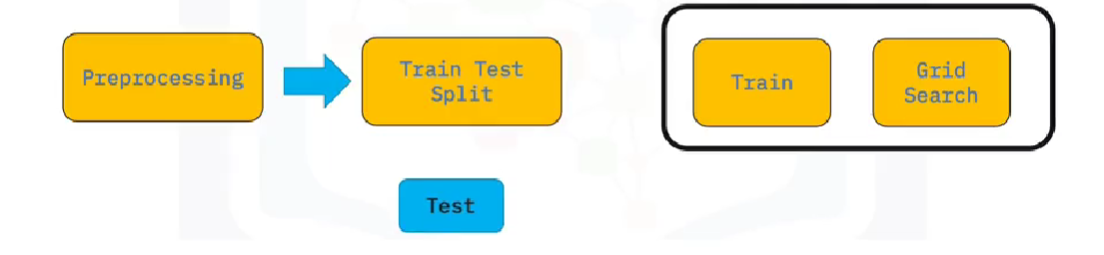 Preprocessing
Train Test
Split
Train
Grid
Search
Test